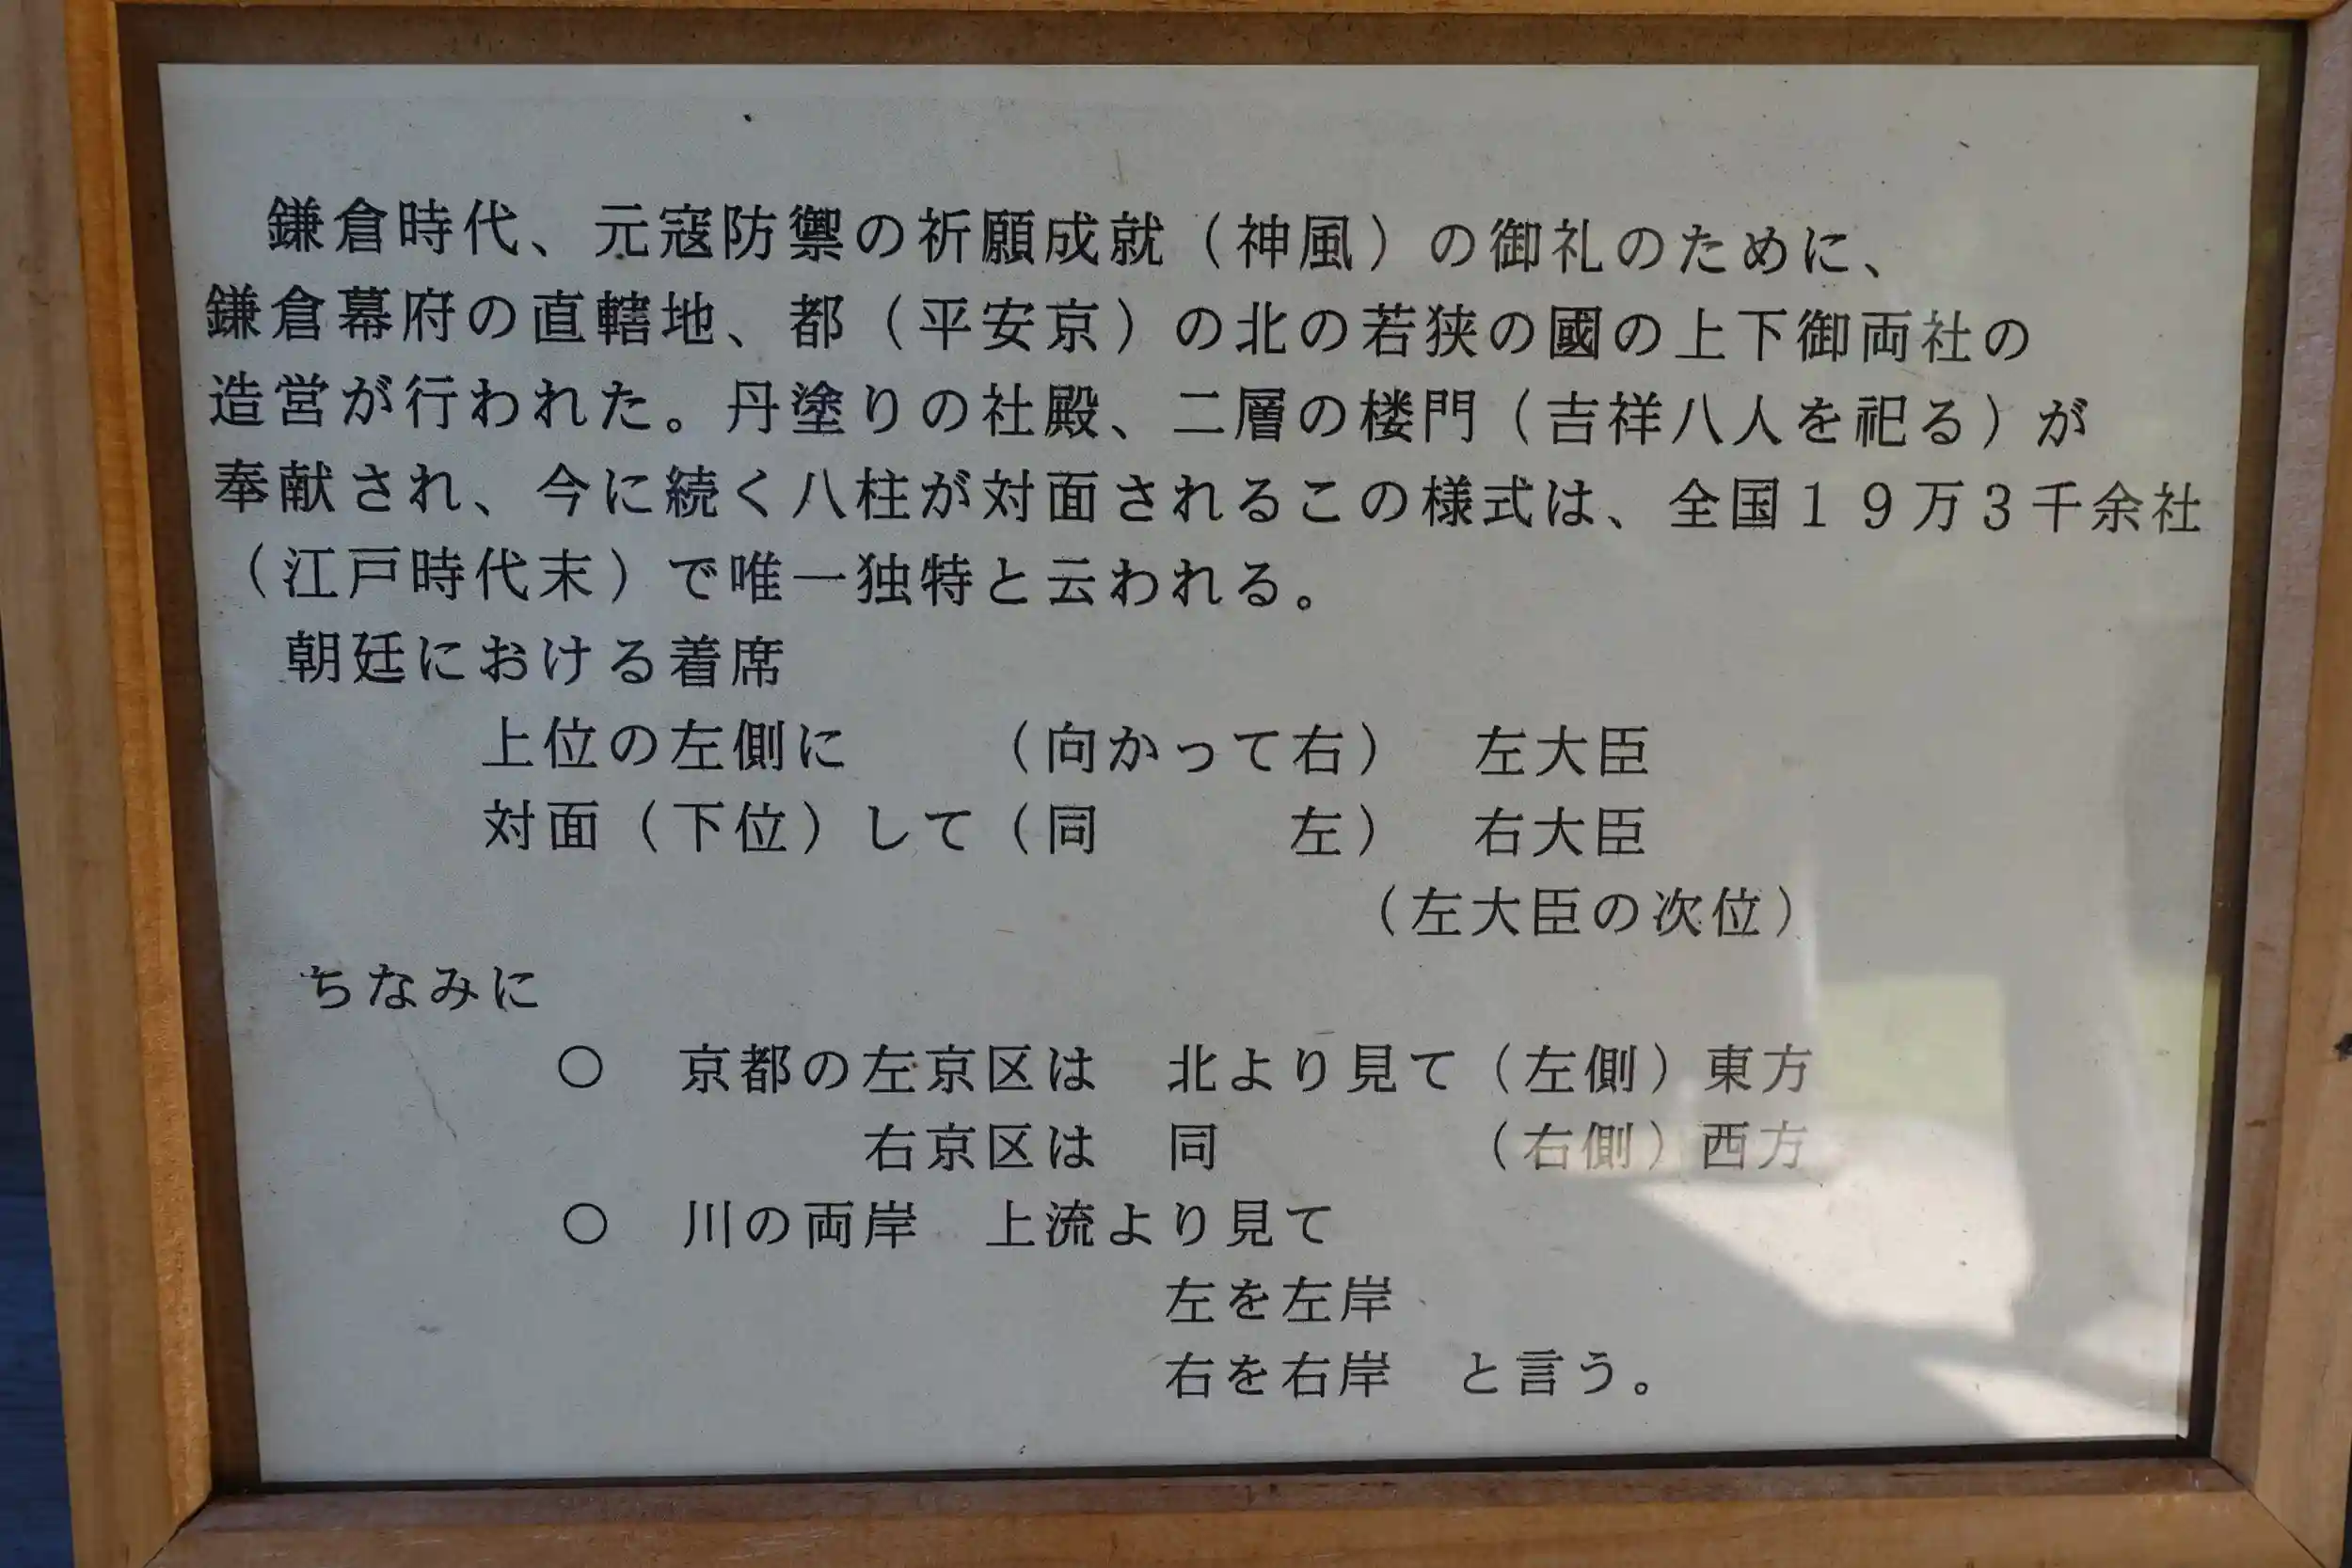 鎌倉時代、元寇防禦の祈願成就（神風）の御礼のために、
鎌倉幕府の直轄地、都（平安京）の北の若狭の國の上下御両社の
造営が行われた。丹塗りの社殿、二層の楼門（吉祥八人を祀る）が
奉献され、今に続く八柱が対面されるこの様式は、全国１９万３千余社
（江戸時代末）で唯一独特と云われる。
朝廷における着席
上位の左側に　　（向かって右）　左大臣
対面（下位）して（同　　　左）　右大臣
（左大臣の次位）
ちなみに
○　京都の左京区は　北より見て（左側）東方
右京区は　同　　　　（右側）西方
○　川の両岸　上流より見て
左を左岸
右を右岸　と言う。